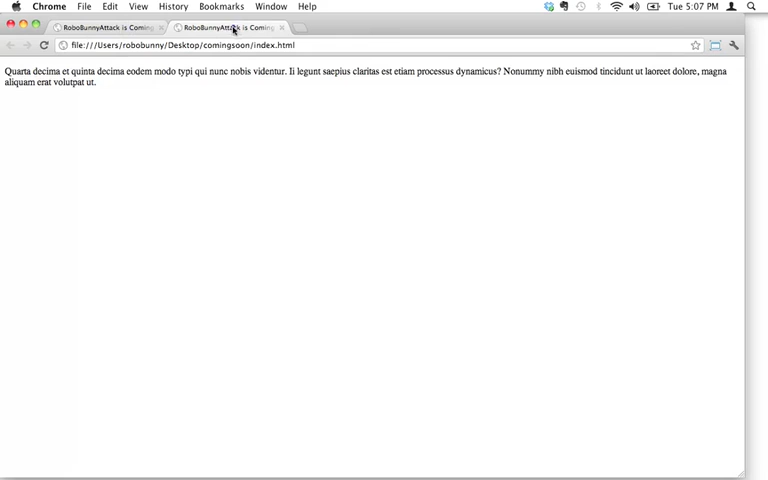 Chrome File Edit View History Bookmarks Window Help Tue 5:07 PM
RoboBunnyAttack is Coming RoboBunnyAttack is Coming
file:///Users/robobunny/Desktop/comingsoon/index.html
Quarta decima et quinta decima eodem modo typi qui nunc nobis videntur. Ii legunt saepius claritas est etiam processus dynamicus? Nonummy nibh euismod tincidunt ut laoreet dolore, magna
aliquam erat volutpat ut.